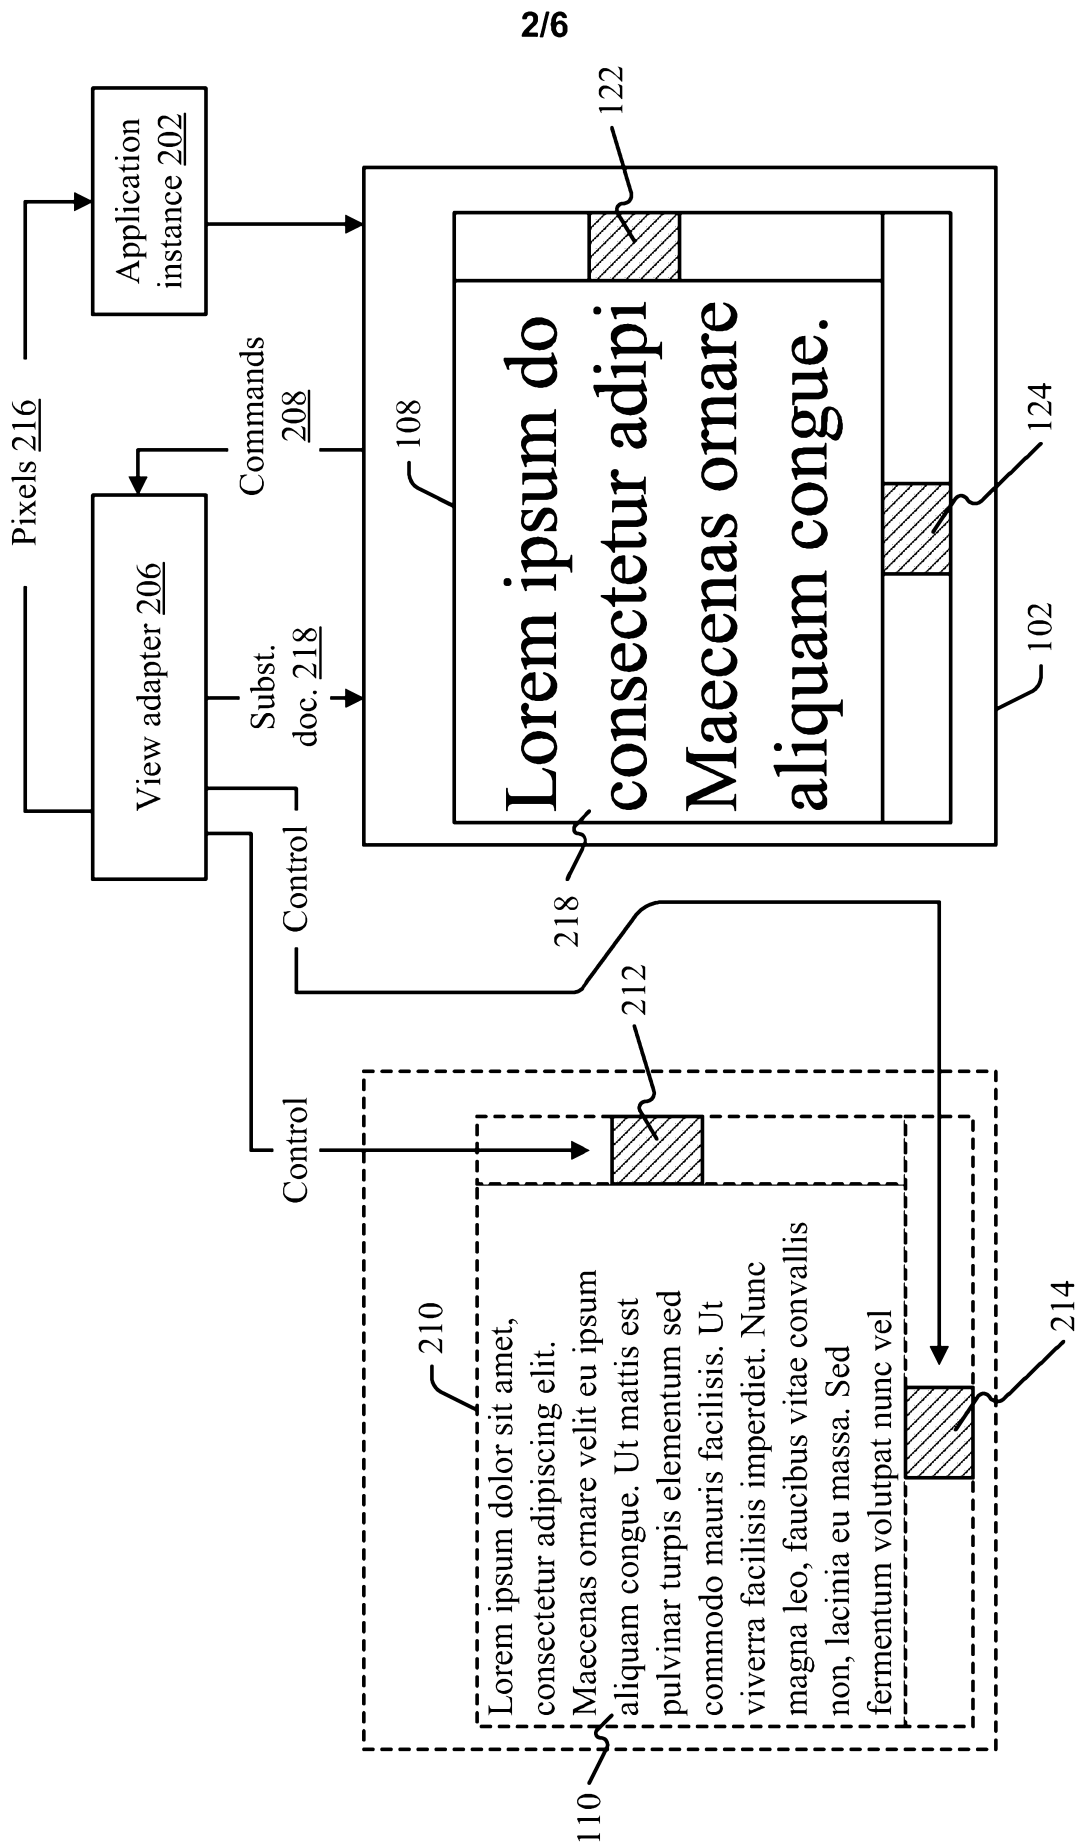 2/6
Pixels 216
Application
instance 202
View adapter 206
Commands
208
Subst.
doc. 218
Control
Control
210
Lorem ipsum dolor sit amet,
consectetur adipiscing elit.
Maecenas ornare velit eu ipsum
aliquam congue. Ut mattis est
pulvinar turpis elementum sed
commodo mauris facilisis. Ut
viverra facilisis imperdiet. Nunc
magna leo, faucibus vitae convallis
non, lacinia eu massa. Sed
fermentum volutpat nunc vel
110
212
214
108
Lorem ipsum do
consectetur adipi
Maecenas ornare
aliquam congue.
218
122
124
102